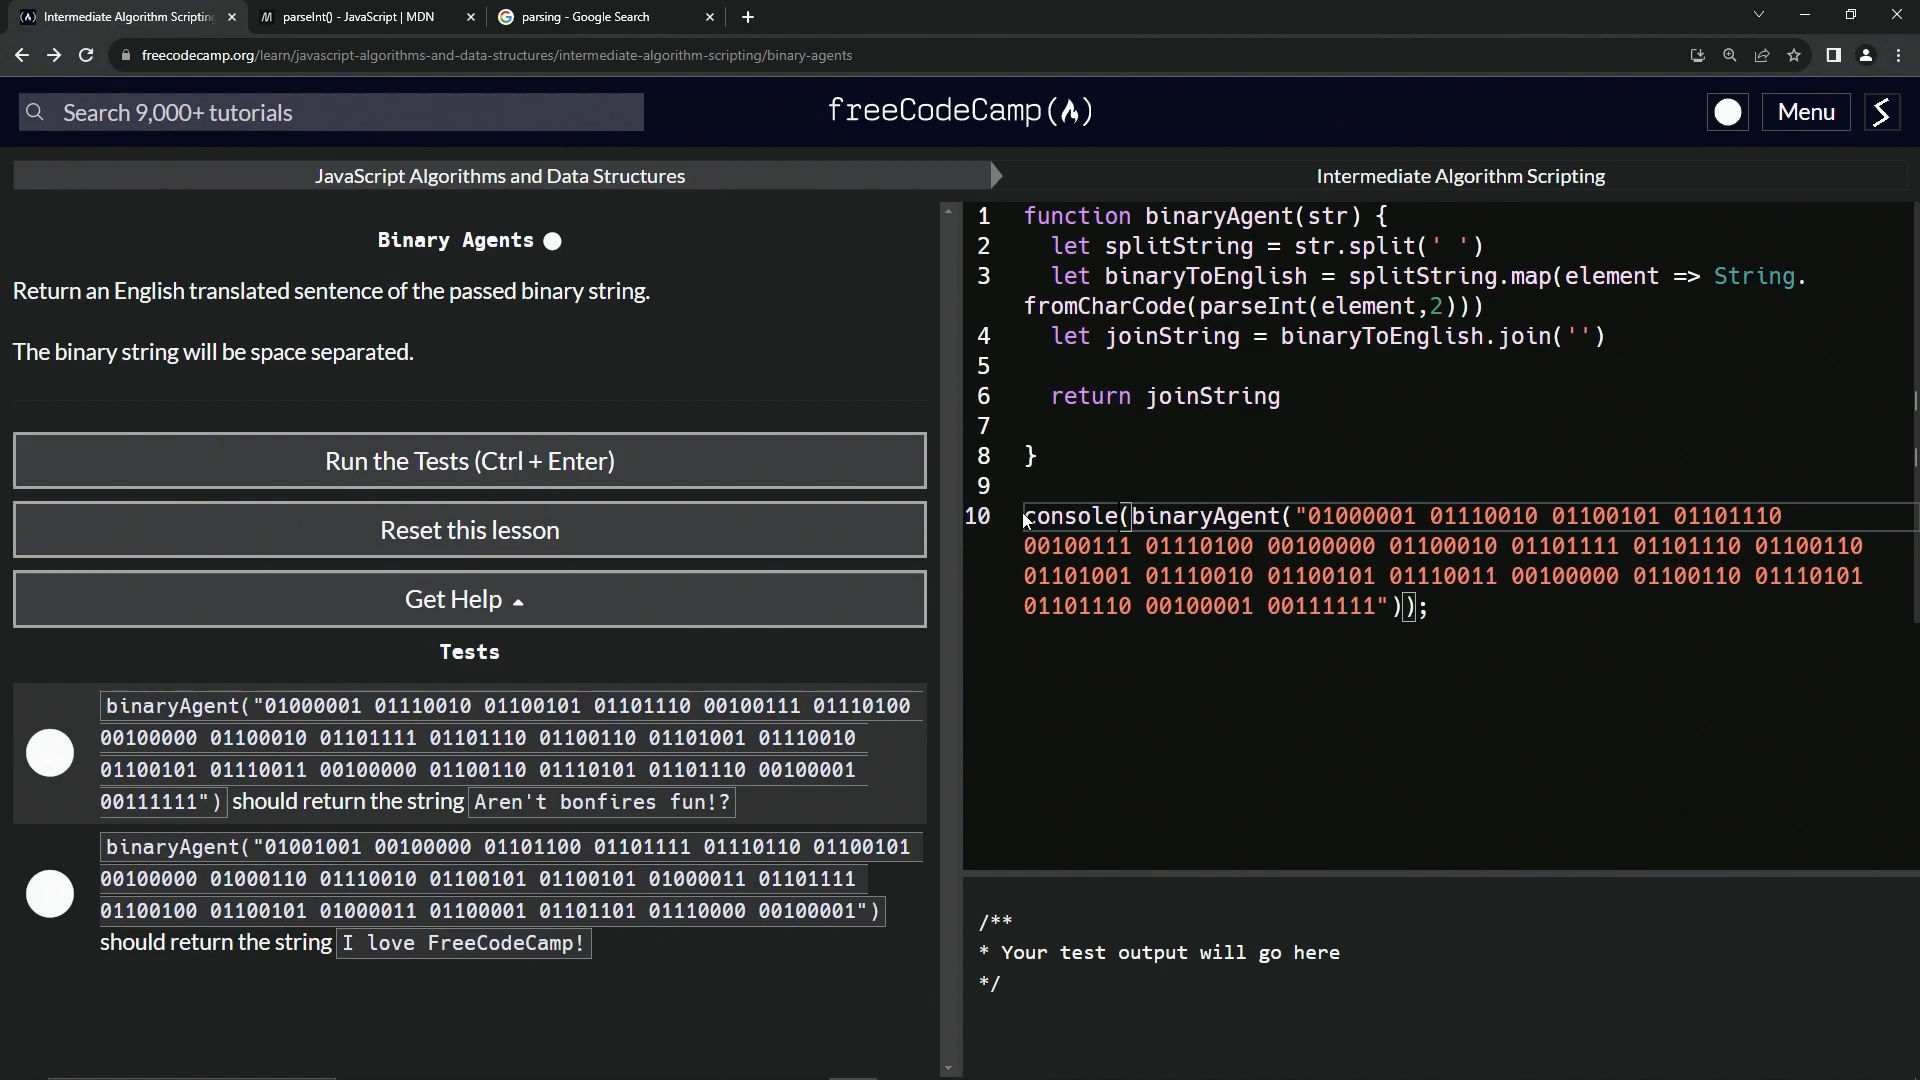 Intermediate Algorithm Scripting
parseInt() - JavaScript | MDN
parsing - Google Search
freecodecamp.org/learn/javascript-algorithms-and-data-structures/intermediate-algorithm-scripting/binary-agents
Search 9,000+ tutorials
freeCodeCamp(🔥)
Menu
JavaScript Algorithms and Data Structures
Intermediate Algorithm Scripting
Binary Agents
Return an English translated sentence of the passed binary string.
The binary string will be space separated.
Run the Tests (Ctrl + Enter)
Reset this lesson
Get Help
Tests
binaryAgent("01000001 01110010 01100101 01101110 00100111 01110100
00100000 01100010 01101111 01101110 01100110 01101001 01110010
01100101 01110011 00100000 01100110 01110101 01101110 00100001
00111111") should return the string Aren't bonfires fun!?
binaryAgent("01001001 00100000 01101100 01101111 01110110 01100101
00100000 01000110 01110010 01100101 01100101 01000011 01101111
01100100 01100101 01000011 01100001 01101101 01110000 00100001")
should return the string I love FreeCodeCamp!
1 function binaryAgent(str) {
2 let splitString = str.split(' ')
3 let binaryToEnglish = splitString.map(element => String.
fromCharCode(parseInt(element,2)))
4 let joinString = binaryToEnglish.join('')
5
6 return joinString
7
8 }
9
10 console(binaryAgent("01000001 01110010 01100101 01101110
00100111 01110100 00100000 01100010 01101111 01101110 01100110
01101001 01110010 01100101 01110011 00100000 01100110 01110101
01101110 00100001 00111111"));
/**
* Your test output will go here
*/